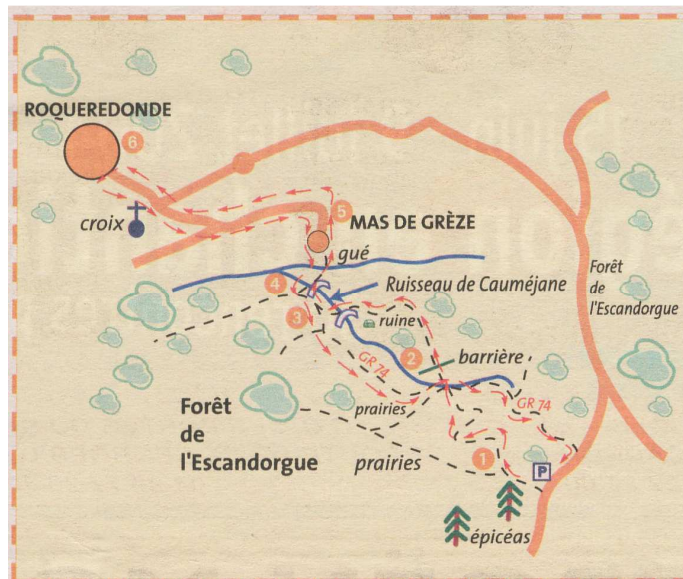 ROQUEREDONDE
6
croix
5
MAS DE GRÈZE
gué
4
Ruisseau de Cauméjane
Forêt
de
l'Escandorgue
3
ruine
2
barrière
GR 74
GR 74
prairies
Forêt
de
l'Escandorgue
prairies
1
P
épicéas